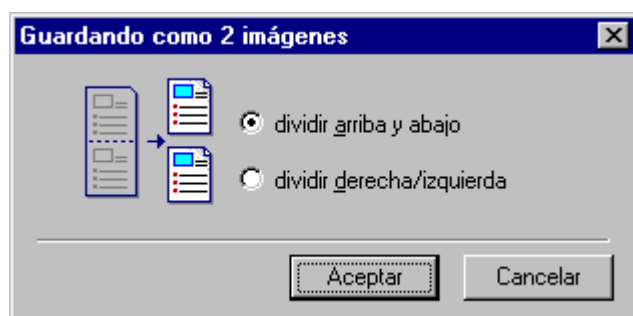 Guardando como 2 imágenes
dividir arriba y abajo
dividir derecha/izquierda
Aceptar
Cancelar